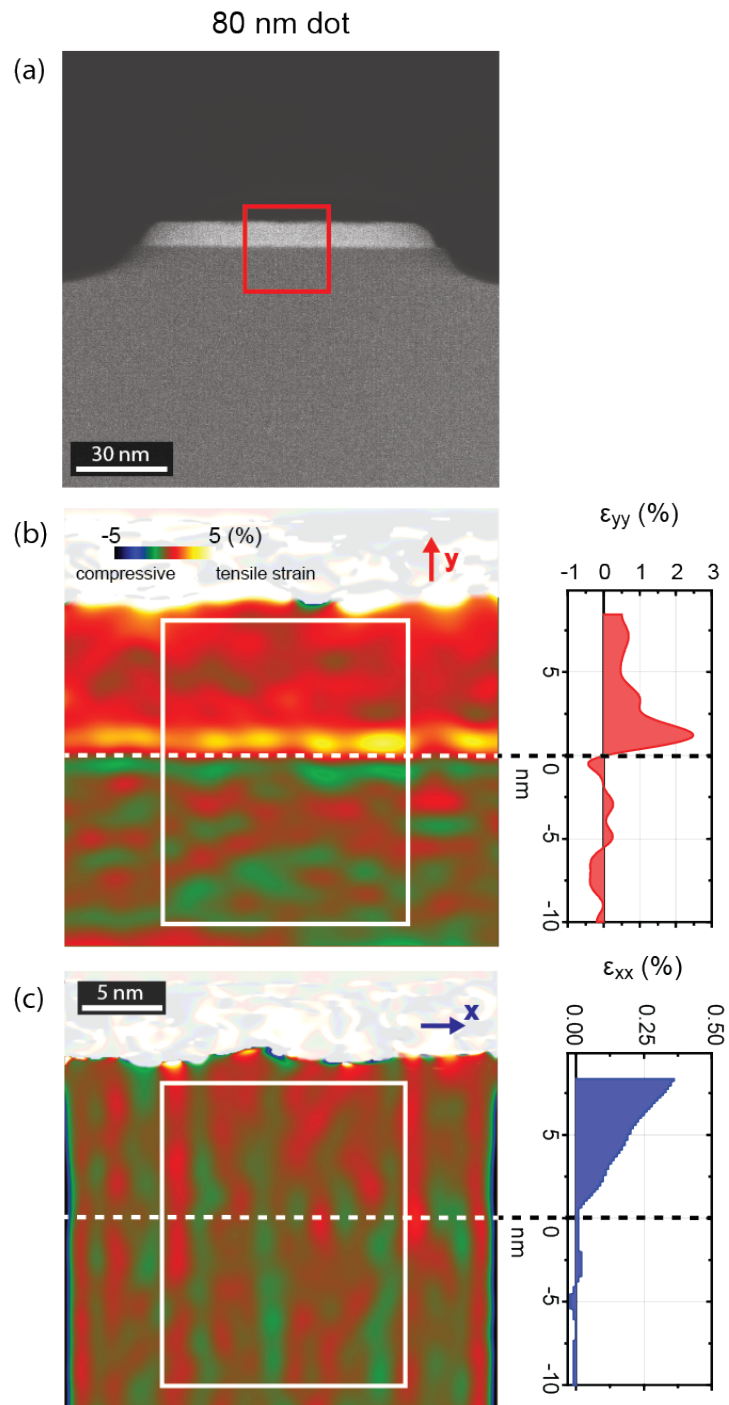 80 nm dot
(a)
30 nm
(b)
-5 5 (%)
compressive tensile strain
y
εyy (%)
-1 0 1 2 3
5
0
nm
-5
-10
(c)
5 nm
x
εxx (%)
0.00 0.25 0.50
5
0
nm
-5
-10